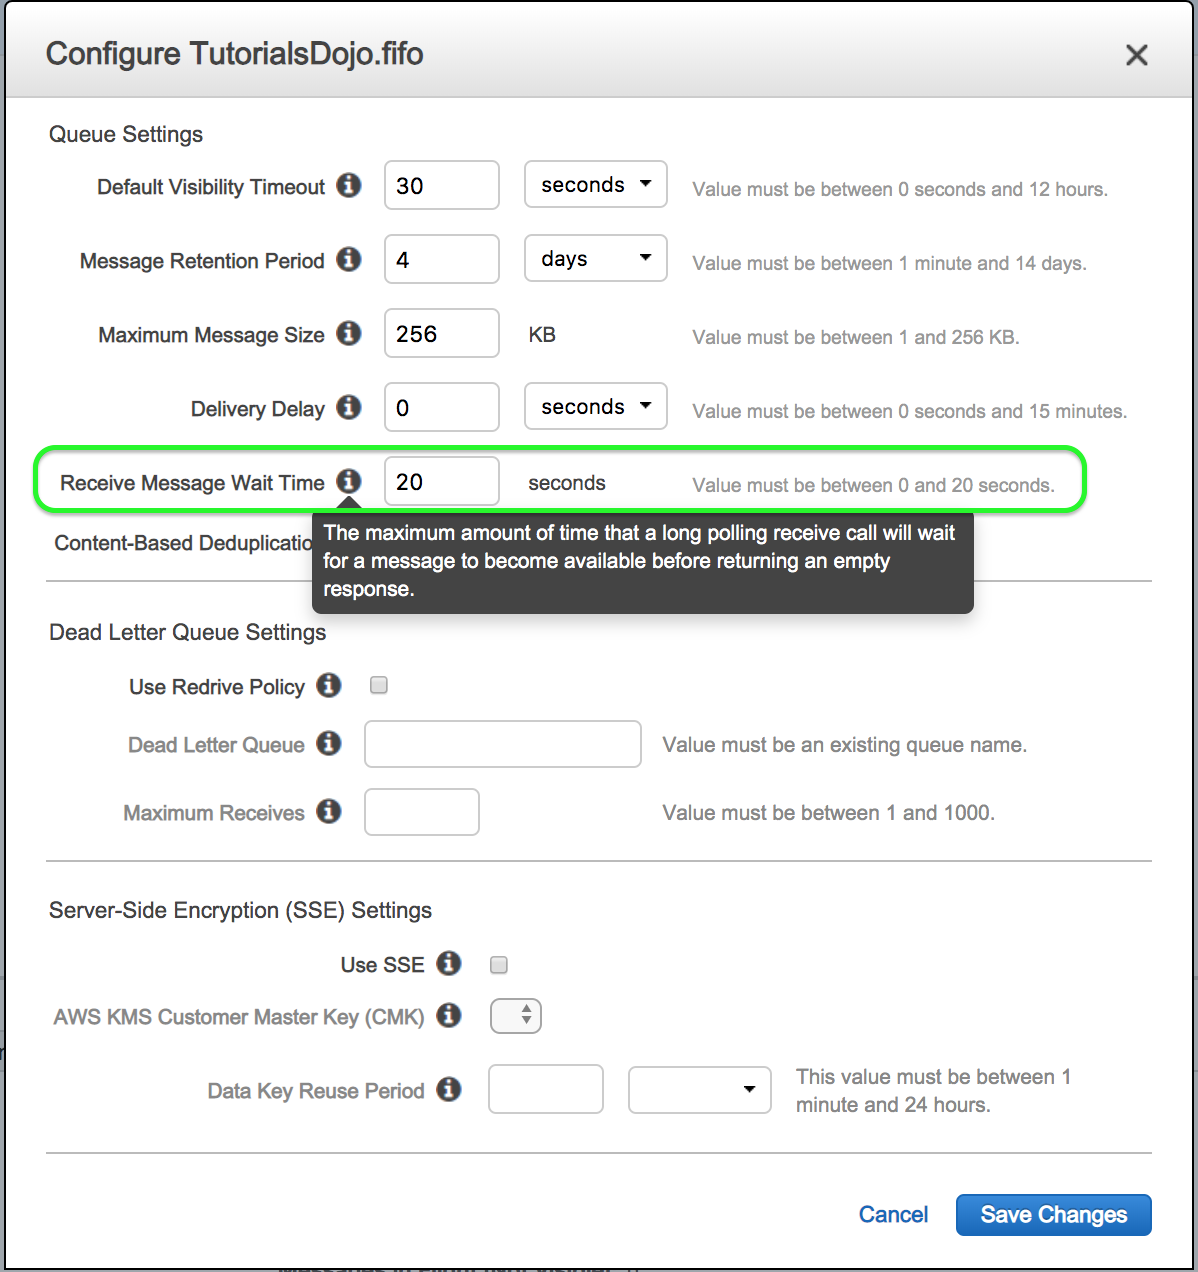 Configure TutorialsDojo.fifo
Queue Settings
Default Visibility Timeout 30 seconds Value must be between 0 seconds and 12 hours.
Message Retention Period 4 days Value must be between 1 minute and 14 days.
Maximum Message Size 256 KB Value must be between 1 and 256 KB.
Delivery Delay 0 seconds Value must be between 0 seconds and 15 minutes.
Receive Message Wait Time 20 seconds Value must be between 0 and 20 seconds.
The maximum amount of time that a long polling receive call will wait
for a message to become available before returning an empty
response.
Content-Based Deduplicatio
Dead Letter Queue Settings
Use Redrive Policy
Dead Letter Queue Value must be an existing queue name.
Maximum Receives Value must be between 1 and 1000.
Server-Side Encryption (SSE) Settings
Use SSE
AWS KMS Customer Master Key (CMK)
Data Key Reuse Period This value must be between 1
minute and 24 hours.
Cancel Save Changes